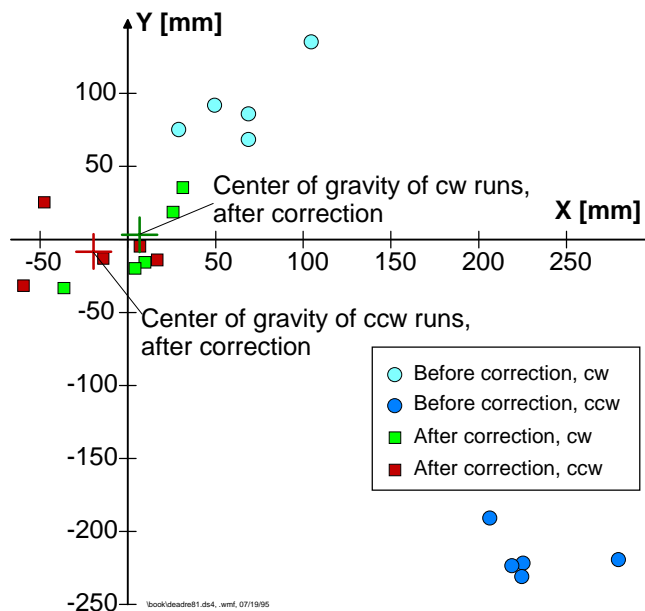 Y [mm]
100
50
Center of gravity of cw runs,
after correction
X [mm]
-50
50
100
150
200
250
-50
Center of gravity of ccw runs,
after correction
-100
-150
-200
-250
Before correction, cw
Before correction, ccw
After correction, cw
After correction, ccw
\book\deadre81.ds4, .wmf, 07/19/95